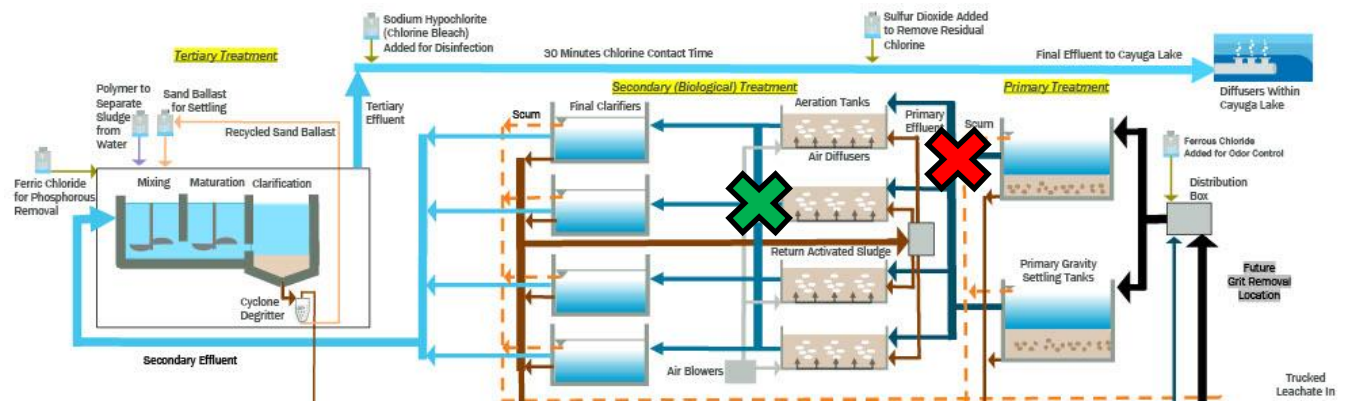 Sodium Hypochlorite
(Chlorine Bleach)
Added for Disinfection
Sulfur Dioxide Added
to Remove Residual
Chlorine
Tertiary Treatment
30 Minutes Chlorine Contact Time
Final Effluent to Cayuga Lake
Diffusers Within
Cayuga Lake
Polymer to
Separate
Sludge
from
Water
Sand Ballast
for Settling
Recycled Sand Ballast
Tertiary
Effluent
Secondary (Biological) Treatment
Primary Treatment
Scum
Final Clarifiers
Aeration Tanks
Primary
Effluent
Scum
Air Diffusers
Ferrous Chloride
Added for Odor Control
Distribution
Box
Ferric Chloride
for Phosphorous
Removal
Mixing
Maturation
Clarification
Return Activated Sludge
Primary Gravity
Settling Tanks
Future
Grit Removal
Location
Cyclone
Degritter
Secondary Effluent
Air Blowers
Trucked
Leachate In